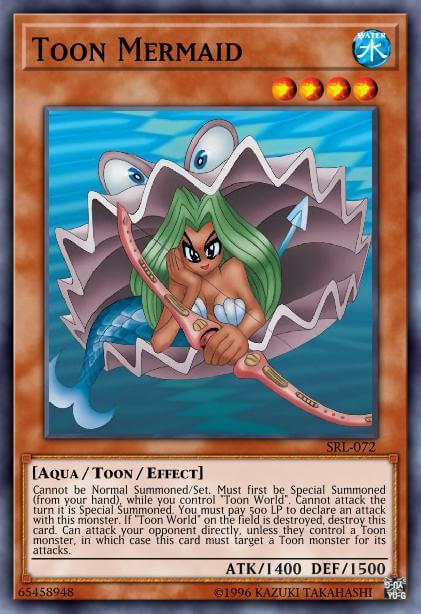 Toon Mermaid
WATER
水
SRL-072
[Aqua / Toon / Effect]
Cannot be Normal Summoned/Set. Must first be Special Summoned
(from your hand), while you control "Toon World". Cannot attack the
turn it is Special Summoned. You must pay 500 LP to declare an attack
with this monster. If "Toon World" on the field is destroyed, destroy this
card. Can attack your opponent directly, unless they control a Toon
monster, in which case this card must target a Toon monster for its
attacks.
ATK/1400 DEF/1500
65458948
©1996 KAZUKI TAKAHASHI